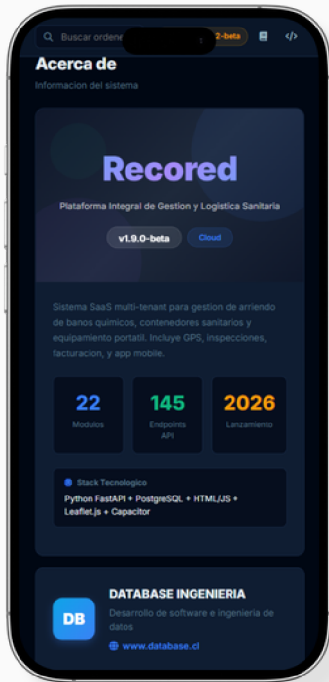 Buscar ordene
2-beta
</>
Acerca de
Informacion del sistema
Recored
Plataforma Integral de Gestion y Logistica Sanitaria
v1.9.0-beta
Cloud
Sistema SaaS multi-tenant para gestion de arriendo
de banos quimicos, contenedores sanitarios y
equipamiento portatil. Incluye GPS, inspecciones,
facturacion, y app mobile.
22
Modulos
145
Endpoints
API
2026
Lanzamiento
Stack Tecnologico
Python FastAPI + PostgreSQL + HTML/JS +
Leaflet.js + Capacitor
DB
DATABASE INGENIERIA
Desarrollo de software e ingenieria de
datos
www.database.cl